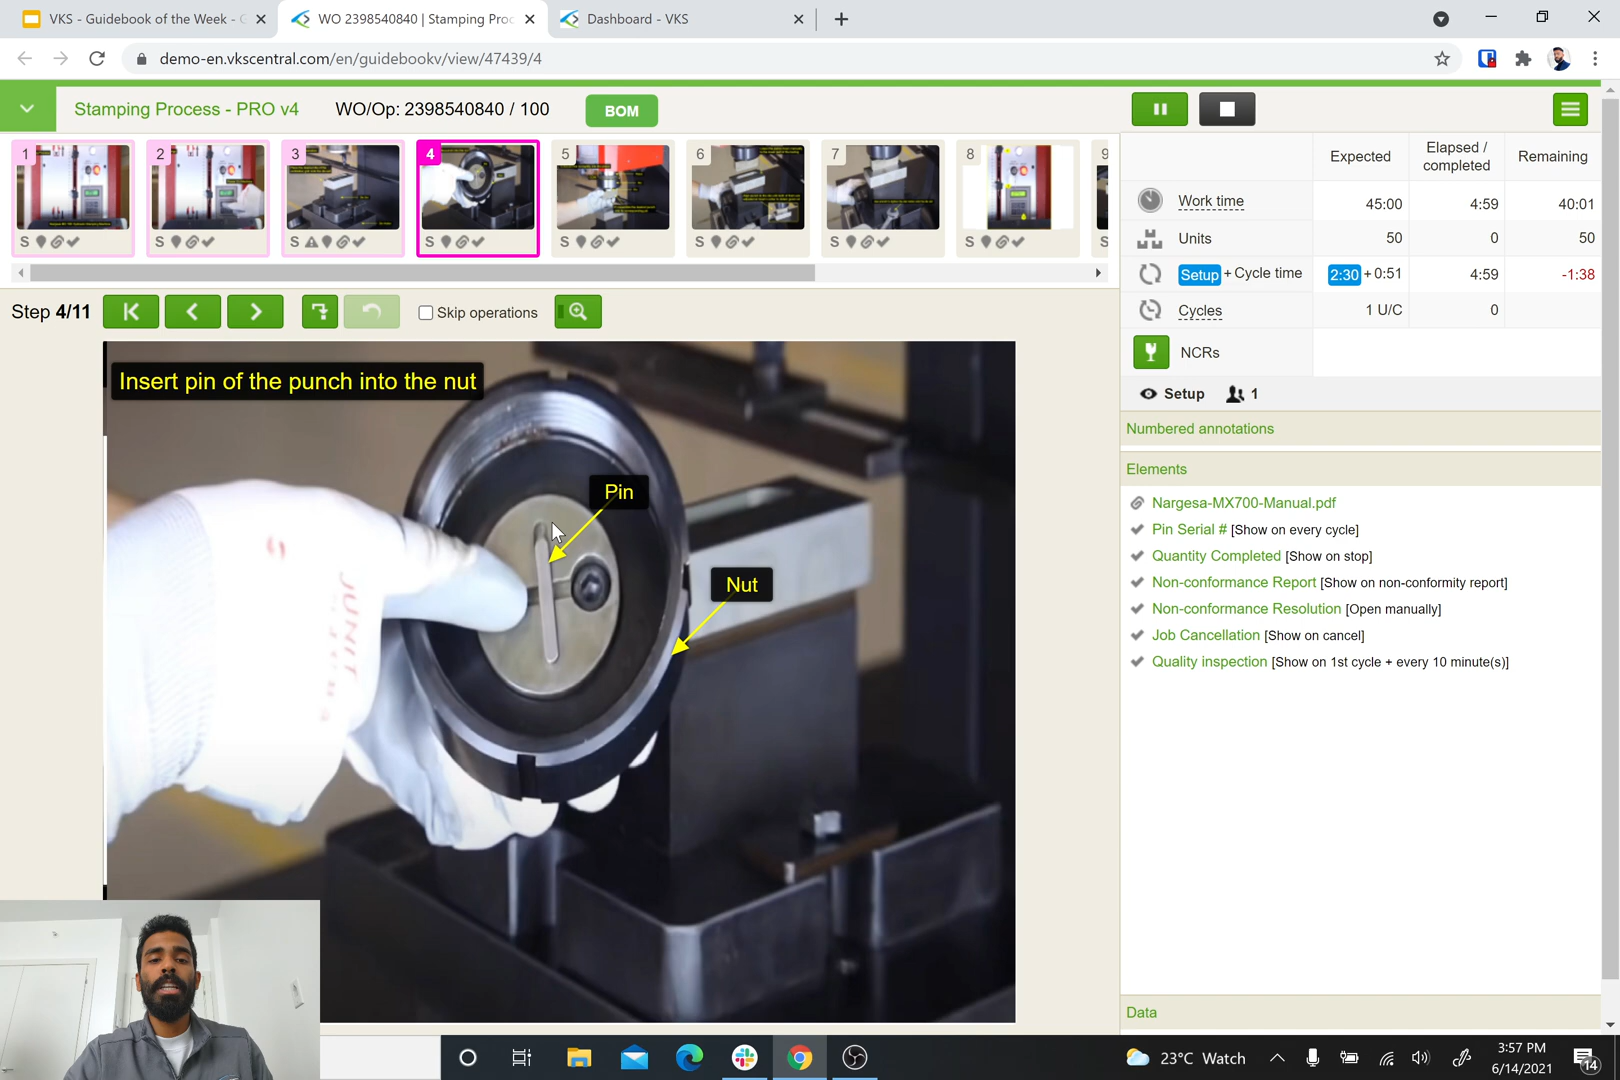 VKS - Guidebook of the Week - G
WO 2398540840 | Stamping Proc
Dashboard - VKS
demo-en.vkscentral.com/en/guidebookv/view/47439/4
Stamping Process - PRO v4
WO/Op: 2398540840 / 100
BOM
1
2
3
4
5
6
7
8
9
S
S
S
S
S
S
S
S
S
Step 4/11
Skip operations
Insert pin of the punch into the nut
Pin
Nut
Expected
Elapsed / completed
Remaining
Work time 45:00 4:59 40:01
Units 50 0 50
Setup + Cycle time 2:30 +0:51 4:59 -1:38
Cycles 1 U/C 0
NCRs
Setup 1
Numbered annotations
Elements
Nargesa-MX700-Manual.pdf
Pin Serial # [Show on every cycle]
Quantity Completed [Show on stop]
Non-conformance Report [Show on non-conformity report]
Non-conformance Resolution [Open manually]
Job Cancellation [Show on cancel]
Quality inspection [Show on 1st cycle + every 10 minute(s)]
Data
23°C Watch
3:57 PM
6/14/2021
14